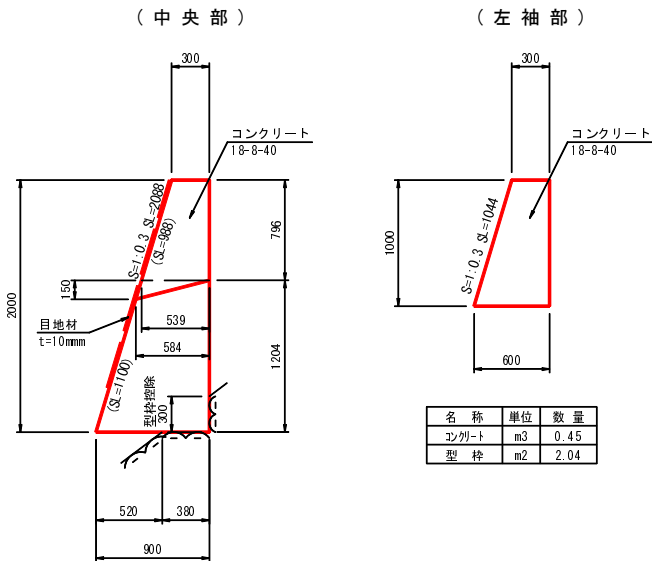 ( 中 央 部 )
300
コンクリート
18-8-40
S=1:0.3 SL=2088
(SL=988)
796
2000
150
目地材
t=10mmm
539
584
1204
(SL=1100)
型枠控除
300
520
380
900
( 左 袖 部 )
300
コンクリート
18-8-40
1000
S=1:0.3 SL=1044
600
名 称 単位 数 量
コンクリート m3 0.45
型 枠 m2 2.04